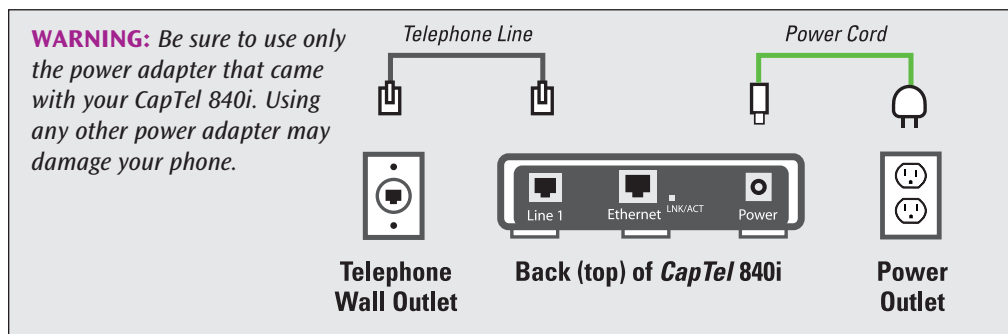 WARNING: Be sure to use only
the power adapter that came
with your CapTel 840i. Using
any other power adapter may
damage your phone.
Telephone Line
Power Cord
Line 1
Ethernet
LNK/ACT
Power
Telephone
Wall Outlet
Back (top) of CapTel 840i
Power
Outlet